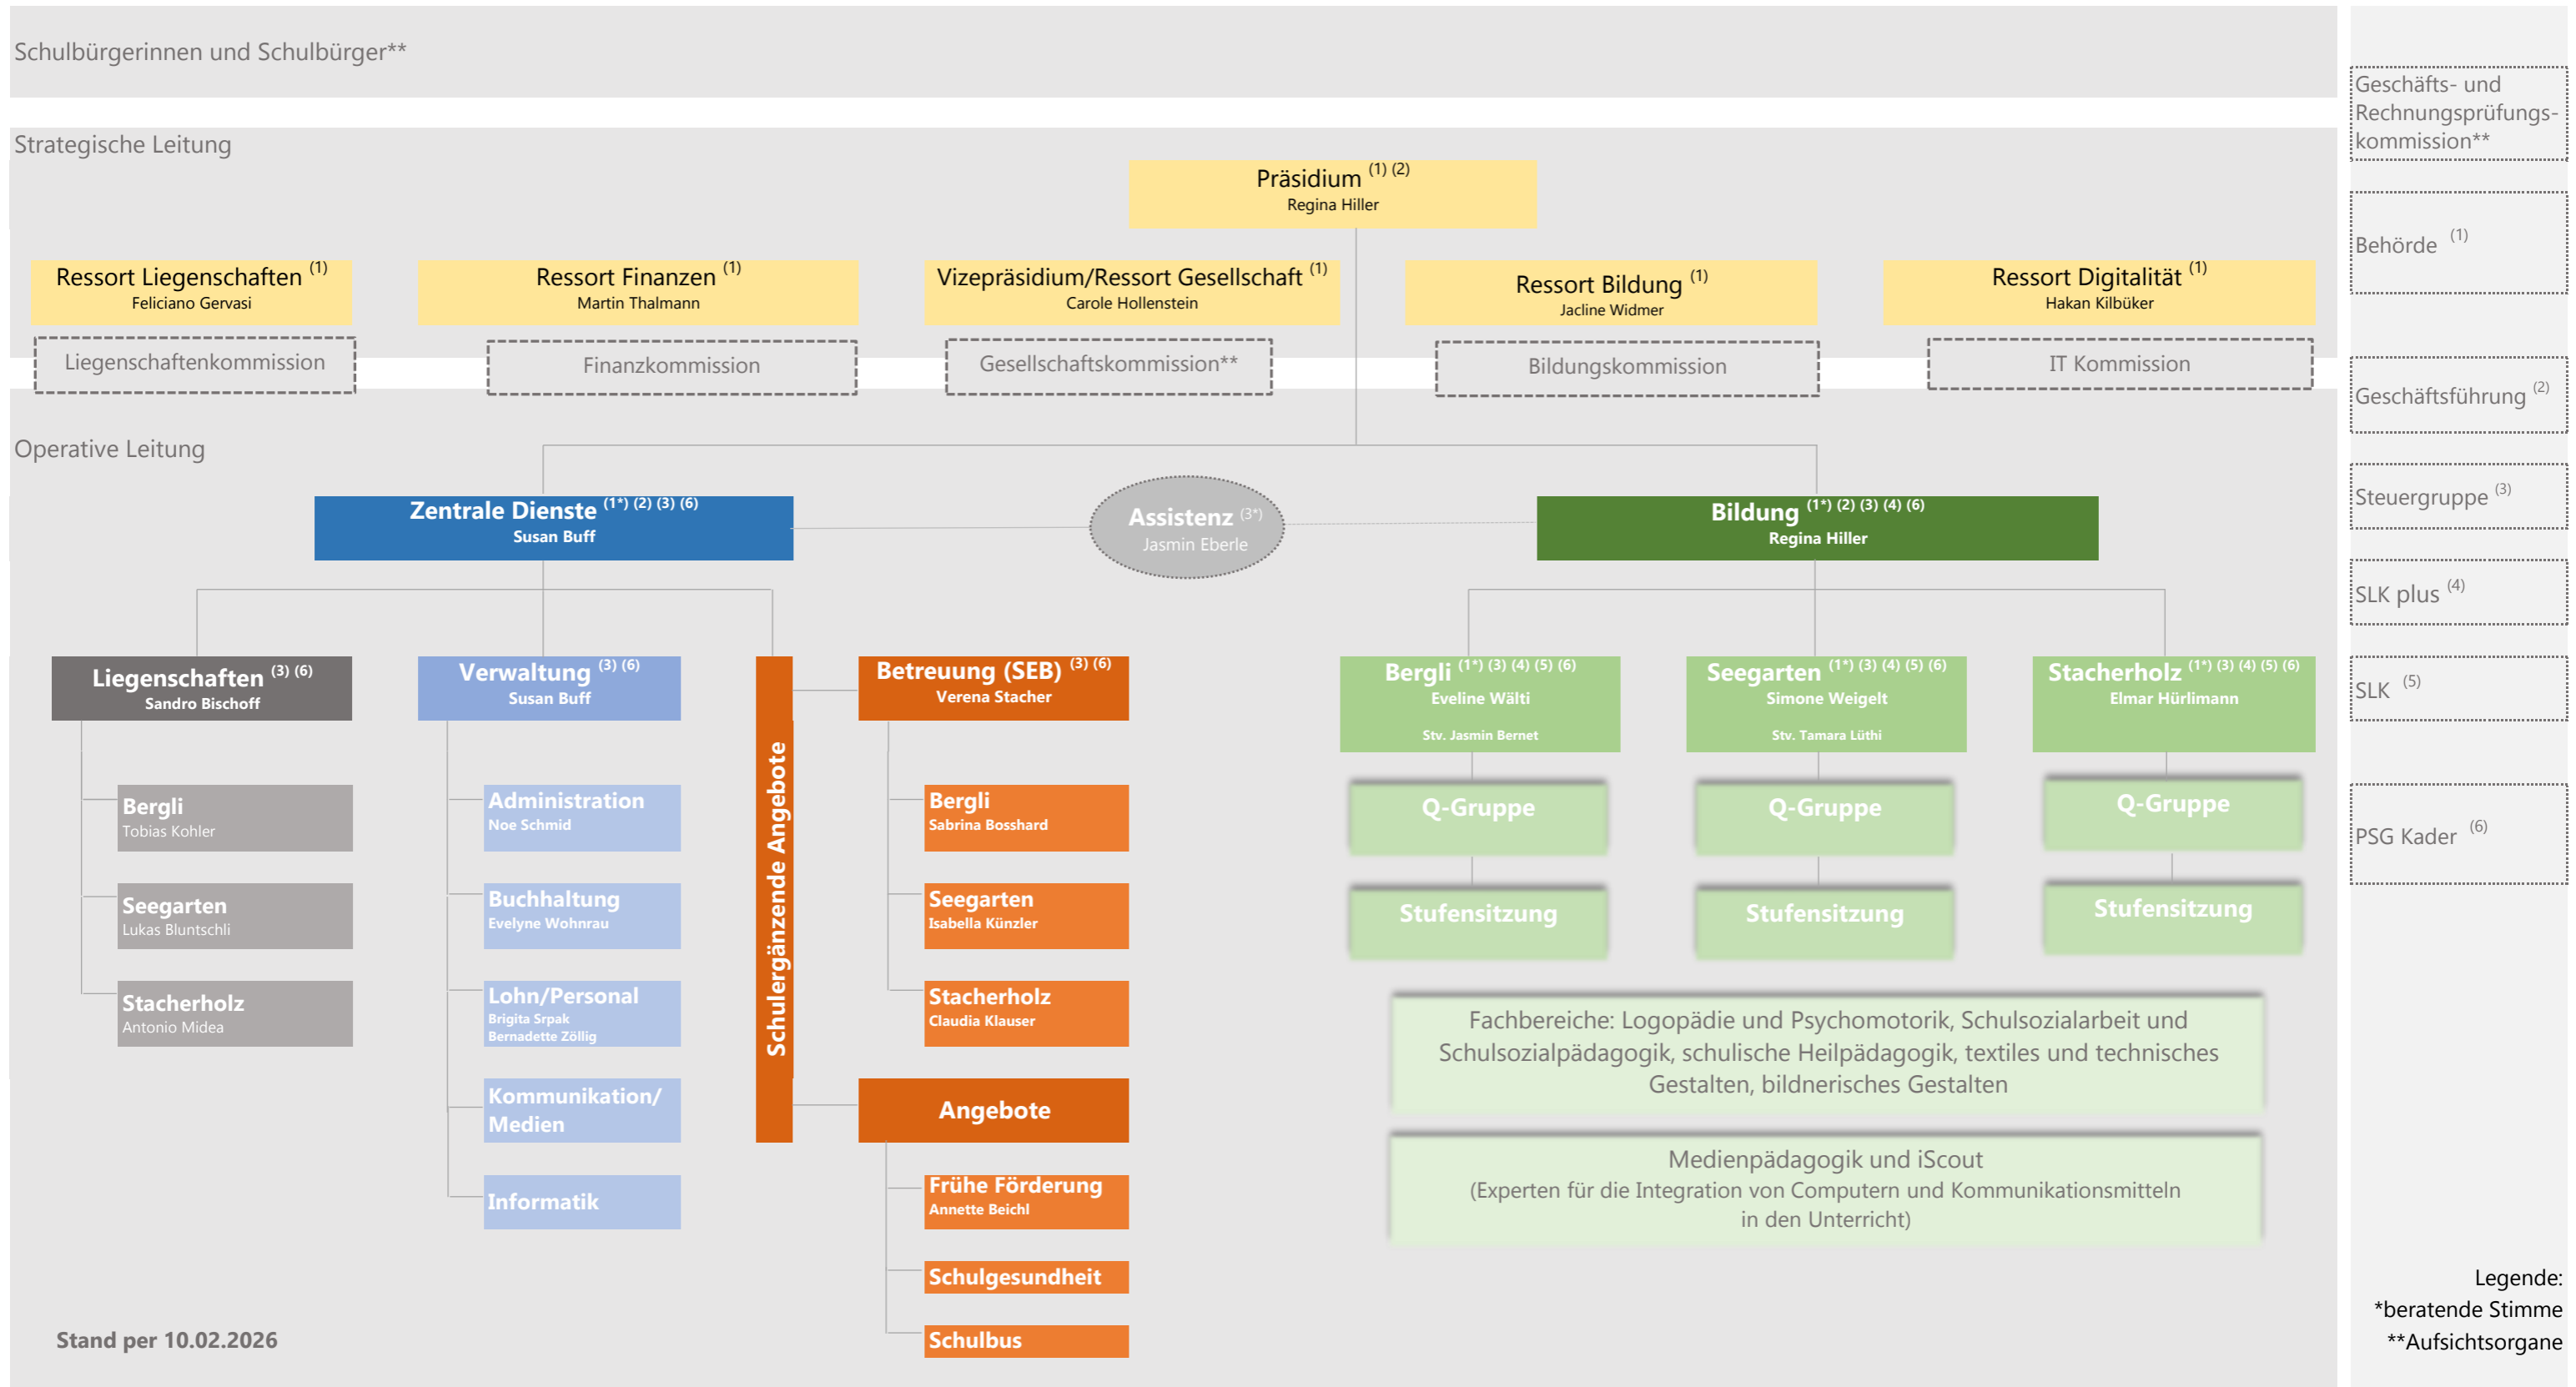 Schulbürgerinnen und Schulbürger**
Strategische Leitung
Präsidium (1) (2)
Regina Hiller
Ressort Liegenschaften (1)
Feliciano Gervasi
Ressort Finanzen (1)
Martin Thalmann
Vizepräsidium/Ressort Gesellschaft (1)
Carole Hollenstein
Ressort Bildung (1)
Jacline Widmer
Ressort Digitalität (1)
Hakan Kilbüker
Liegenschaftenkommission
Finanzkommission
Gesellschaftskommission**
Bildungskommission
IT Kommission
Operative Leitung
Zentrale Dienste (1*) (2) (3) (6)
Susan Buff
Assistenz (3*)
Jasmin Eberle
Bildung (1*) (2) (3) (4) (6)
Regina Hiller
Liegenschaften (3) (6)
Sandro Bischoff
Bergli
Tobias Kohler
Seegarten
Lukas Bluntschli
Stacherholz
Antonio Midea
Verwaltung (3) (6)
Susan Buff
Administration
Noe Schmid
Buchhaltung
Evelyne Wohnrau
Lohn/Personal
Brigita Srpak
Bernadette Zöllig
Kommunikation/
Medien
Informatik
Schulergänzende Angebote
Betreuung (SEB) (3) (6)
Verena Stacher
Bergli
Sabrina Bosshard
Seegarten
Isabella Künzler
Stacherholz
Claudia Klauser
Angebote
Frühe Förderung
Annette Beichl
Schulgesundheit
Schulbus
Bergli (1*) (3) (4) (5) (6)
Eveline Wälti
Stv. Jasmin Bernet
Q-Gruppe
Stufensitzung
Seegarten (1*) (3) (4) (5) (6)
Simone Weigelt
Stv. Tamara Lüthi
Q-Gruppe
Stufensitzung
Stacherholz (1*) (3) (4) (5) (6)
Elmar Hürlimann
Q-Gruppe
Stufensitzung
Fachbereiche: Logopädie und Psychomotorik, Schulsozialarbeit und
Schulsozialpädagogik, schulische Heilpädagogik, textiles und technisches
Gestalten, bildnerisches Gestalten
Medienpädagogik und iScout
(Experten für die Integration von Computern und Kommunikationsmitteln
in den Unterricht)
Stand per 10.02.2026
Geschäfts- und
Rechnungsprüfungs-
kommission**
Behörde (1)
Geschäftsführung (2)
Steuergruppe (3)
SLK plus (4)
SLK (5)
PSG Kader (6)
Legende:
*beratende Stimme
**Aufsichtsorgane